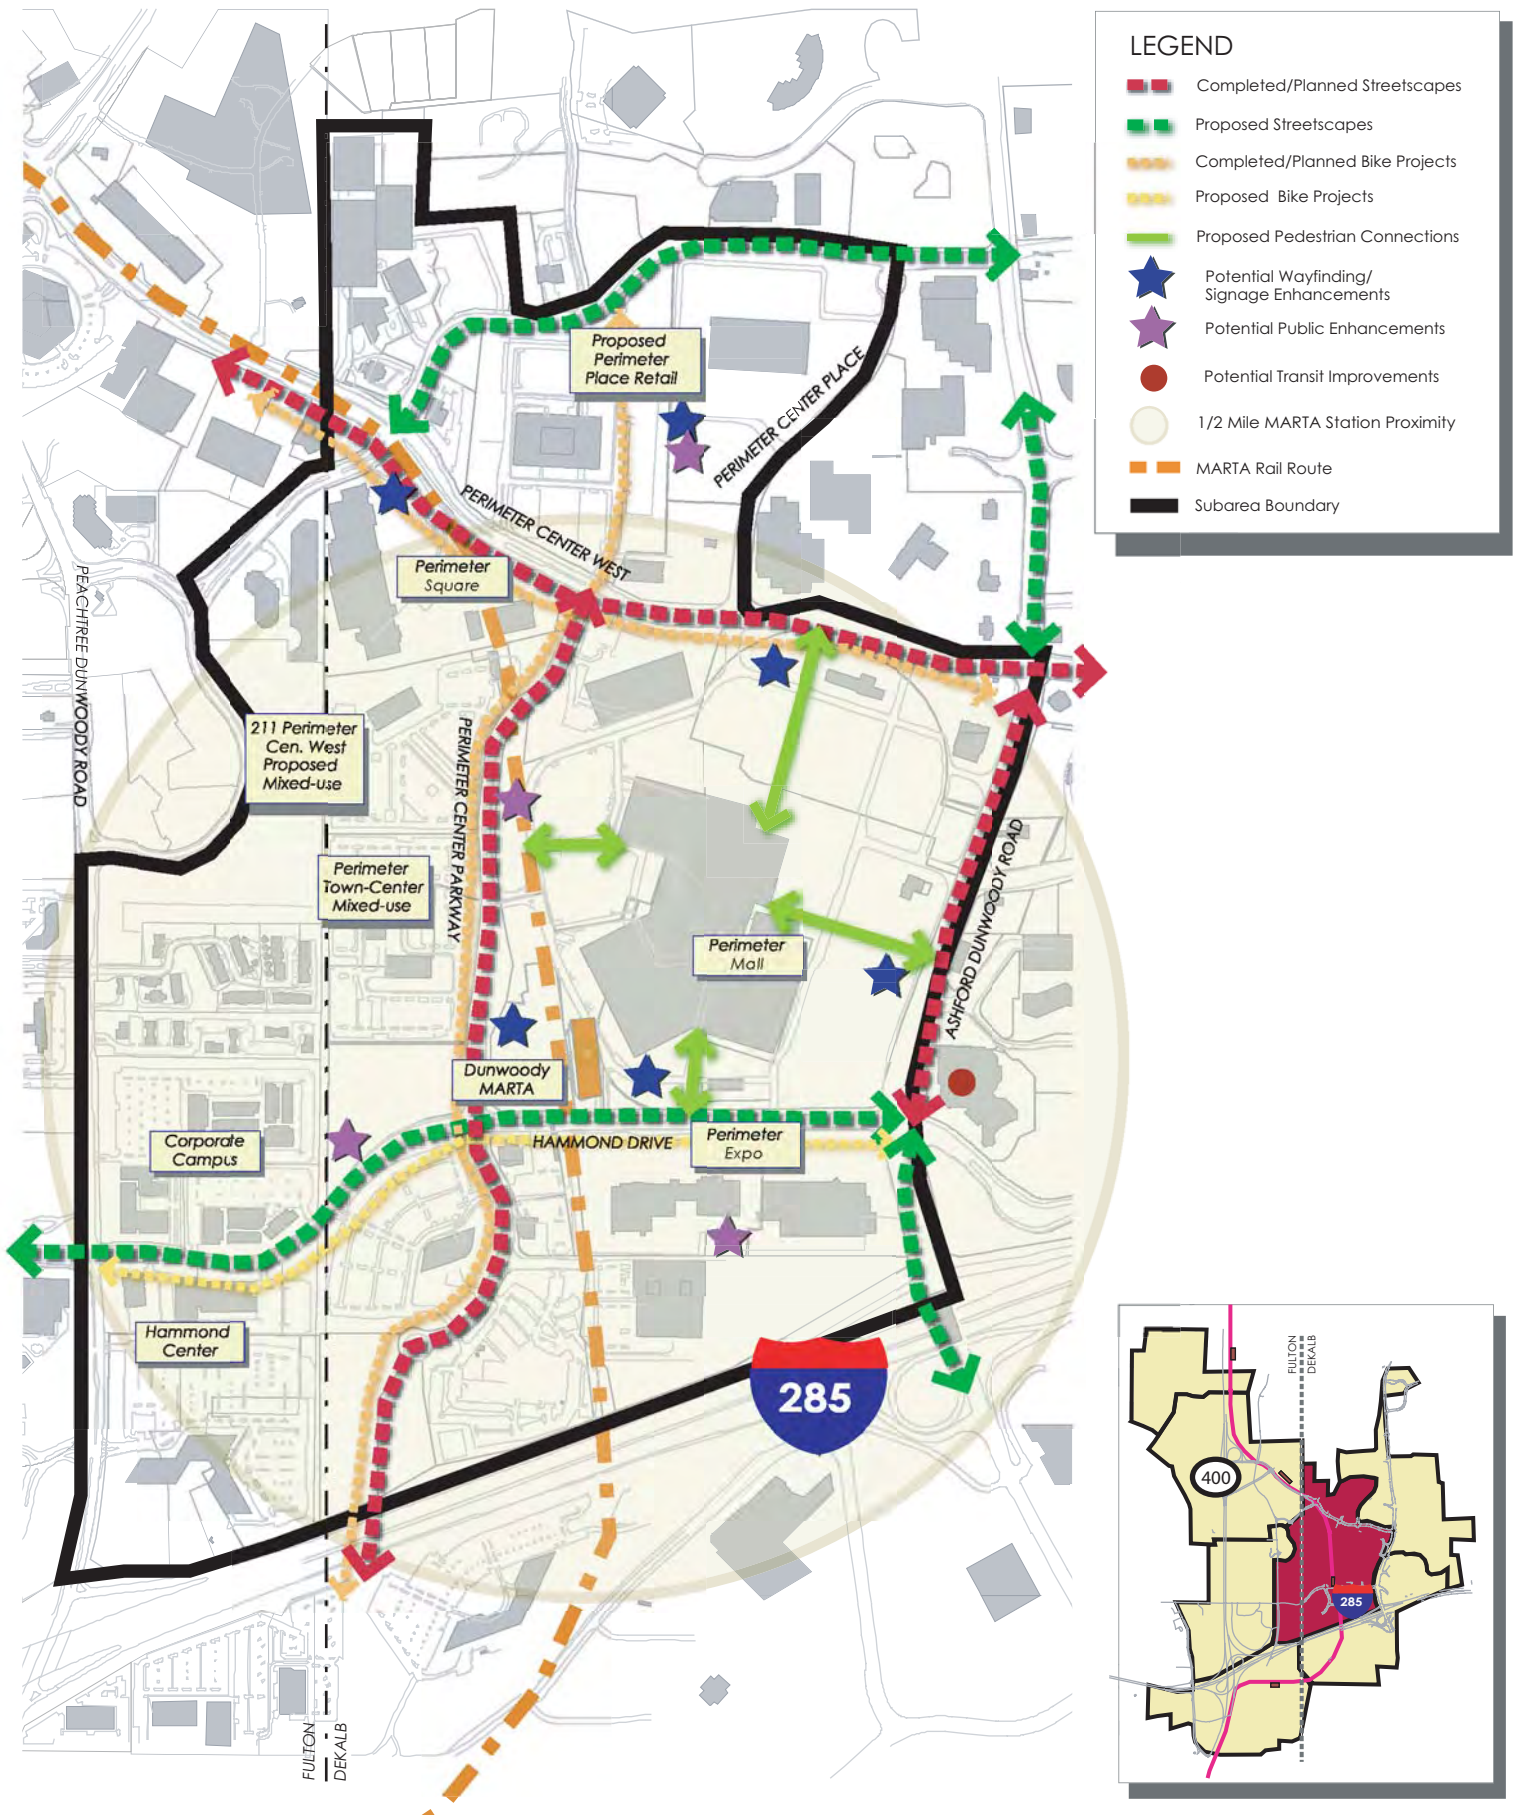 LEGEND
Completed/Planned Streetscapes
Proposed Streetscapes
Completed/Planned Bike Projects
Proposed Bike Projects
Proposed Pedestrian Connections
Potential Wayfinding/
Signage Enhancements
Potential Public Enhancements
Potential Transit Improvements
1/2 Mile MARTA Station Proximity
MARTA Rail Route
Subarea Boundary
Proposed
Perimeter
Place Retail
PERIMETER CENTER PLACE
PERIMETER CENTER WEST
Perimeter
Square
PEACHTREE DUNWOODY ROAD
211 Perimeter
Cen. West
Proposed
Mixed-use
PERIMETER CENTER PARKWAY
Perimeter
Town-Center
Mixed-use
Perimeter
Mall
ASHFORD DUNWOODY ROAD
Dunwoody
MARTA
Corporate
Campus
HAMMOND DRIVE
Perimeter
Expo
Hammond
Center
285
FULTON
DEKALB
FULTON
DEKALB
400
285